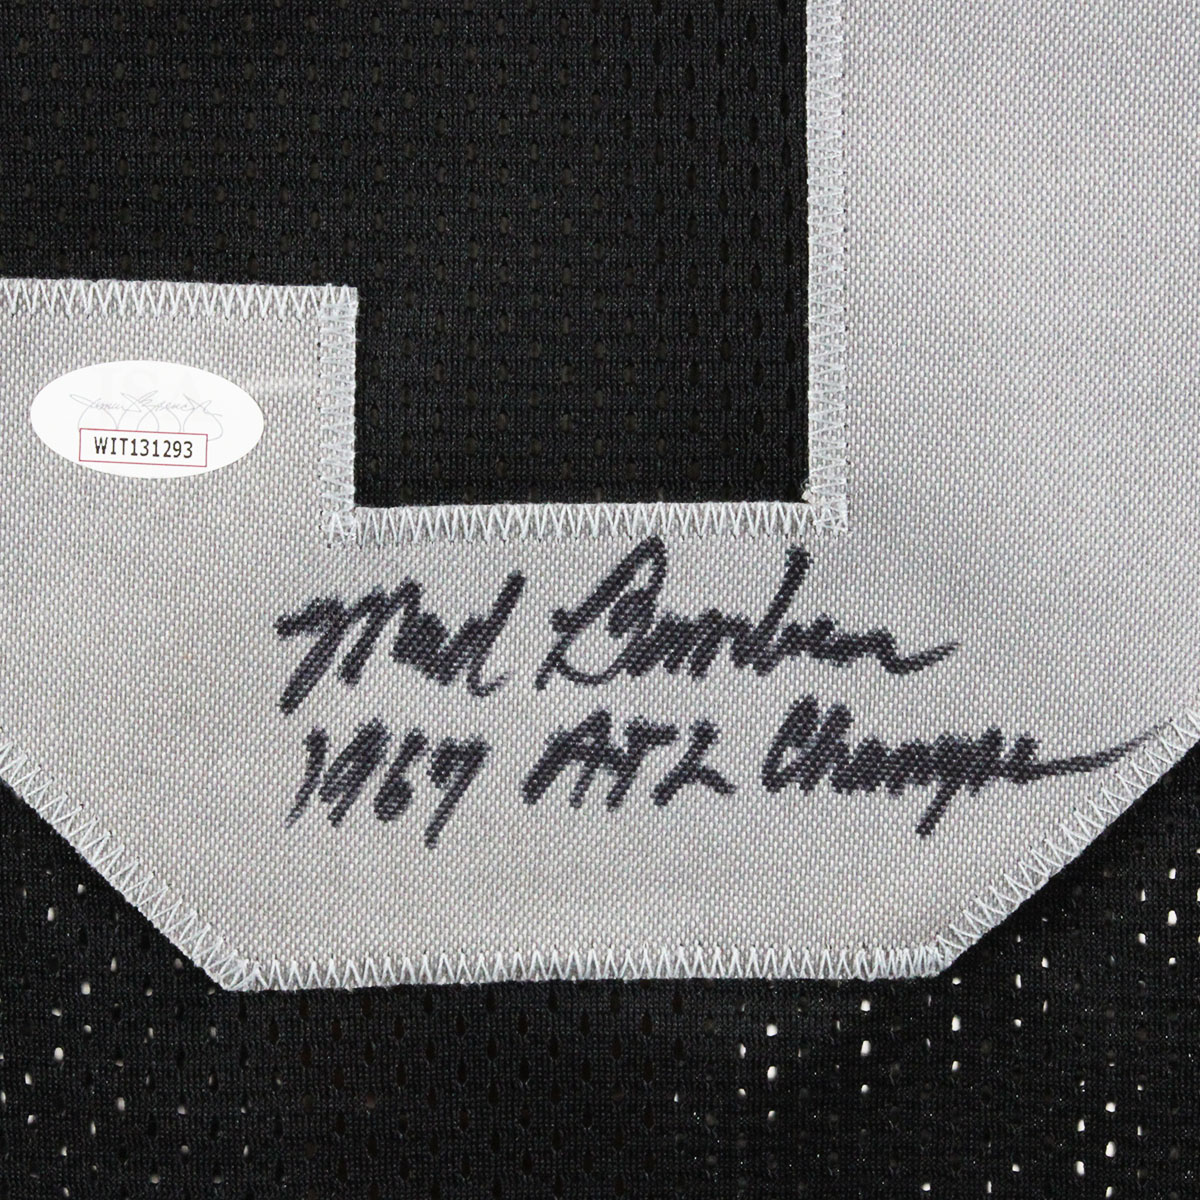 WIT131293
Mad Bomber
1967 AFL Champs